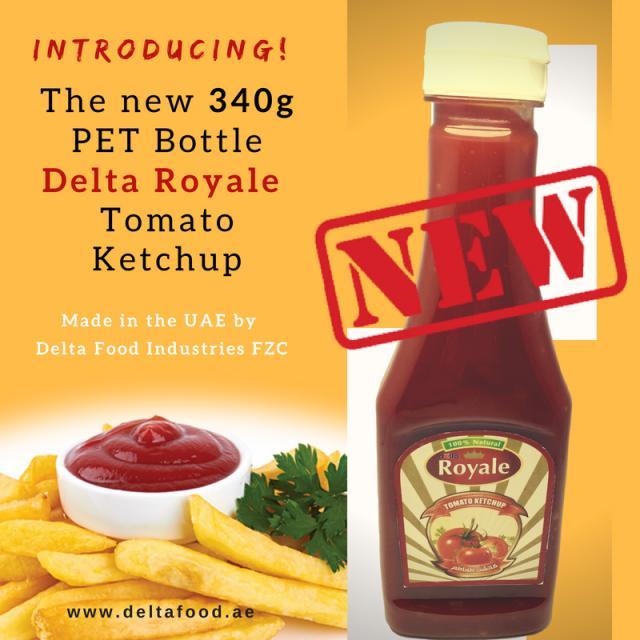 INTRODUCING!
The new 340g
PET Bottle
Delta Royale
Tomato
Ketchup
Made in the UAE by
Delta Food Industries FZC
www.deltafood.ae
NEW
100% Natural
Royale
TOMATO KETCHUP